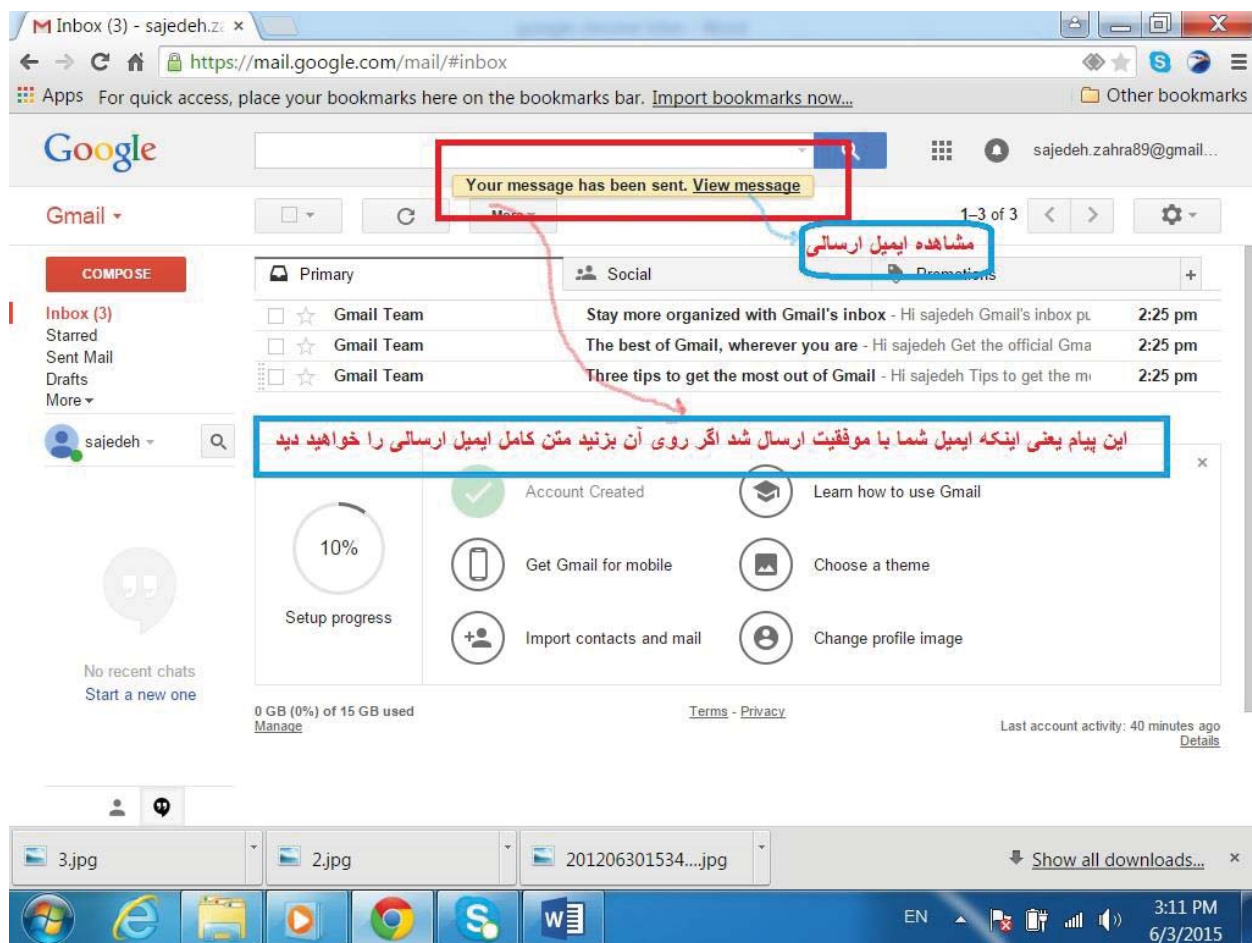 Inbox (3) - sajedeh.za
https://mail.google.com/mail/#inbox
Apps For quick access, place your bookmarks here on the bookmarks bar. Import bookmarks now... Other bookmarks
Google
sajedeh.zahra89@gmail...
Your message has been sent. View message
Gmail
More
1–3 of 3
مشاهده ایمیل ارسالی
COMPOSE
Primary Social Promotions
Inbox (3)
Starred
Sent Mail
Drafts
More
Gmail Team Stay more organized with Gmail's inbox - Hi sajedeh Gmail's inbox pu 2:25 pm
Gmail Team The best of Gmail, wherever you are - Hi sajedeh Get the official Gma 2:25 pm
Gmail Team Three tips to get the most out of Gmail - Hi sajedeh Tips to get the mo 2:25 pm
sajedeh
این پیام یعنی اینکه ایمیل شما با موفقیت ارسال شد اگر روی آن بزنید متن کامل ایمیل ارسالی را خواهید دید
10%
Setup progress
Account Created
Learn how to use Gmail
Get Gmail for mobile
Choose a theme
Import contacts and mail
Change profile image
No recent chats
Start a new one
0 GB (0%) of 15 GB used
Manage
Terms - Privacy
Last account activity: 40 minutes ago
Details
3.jpg
2.jpg
201206301534....jpg
Show all downloads...
EN
3:11 PM
6/3/2015